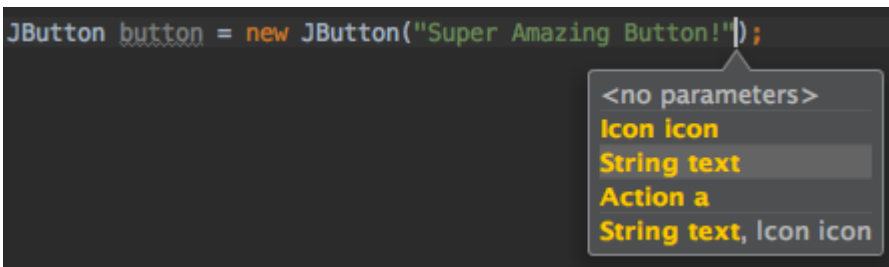 JButton button = new JButton("Super Amazing Button!");
<no parameters>
Icon icon
String text
Action a
String text, Icon icon